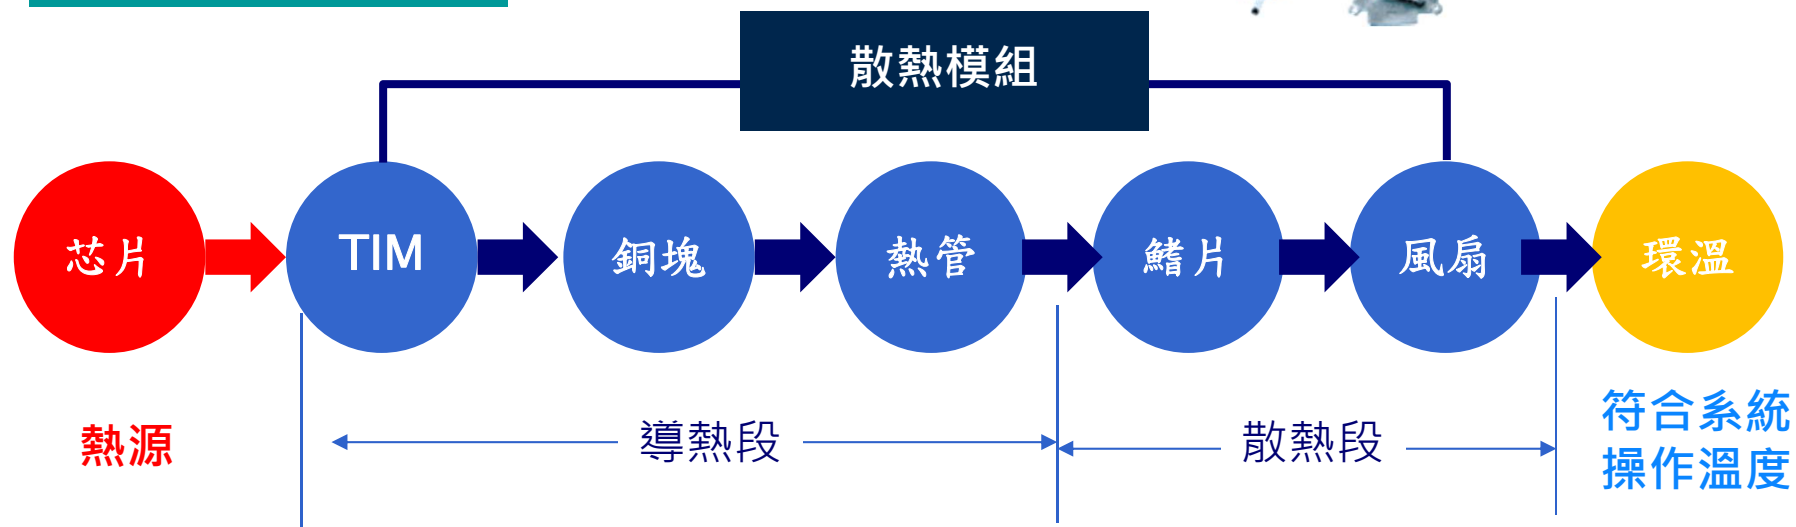 散熱模組
芯片
TIM
銅塊
熱管
鰭片
風扇
環溫
熱源
導熱段
散熱段
符合系統
操作溫度